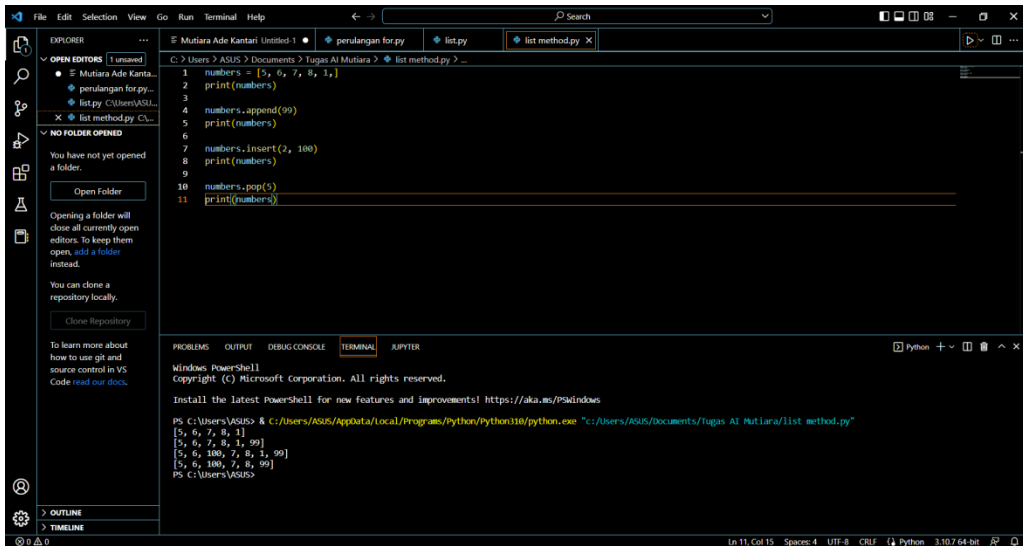 File Edit Selection View Go Run Terminal Help
Search
EXPLORER
Mutiara Ade Kantari Untitled-1
perulangan for.py
list.py
list method.py
OPEN EDITORS 1 unsaved
C: > Users > ASUS > Documents > Tugas AI Mutiara > list method.py > ...
Mutiara Ade Kanta...
perulangan for.py...
list.py C:\Users\ASU...
list method.py C:\...
NO FOLDER OPENED
You have not yet opened
a folder.
Open Folder
Opening a folder will
close all currently open
editors. To keep them
open, add a folder
instead.
You can clone a
repository locally.
Clone Repository
To learn more about
how to use git and
source control in VS
Code read our docs.
OUTLINE
TIMELINE
1 numbers = [5, 6, 7, 8, 1,]
2 print(numbers)
3
4 numbers.append(99)
5 print(numbers)
6
7 numbers.insert(2, 100)
8 print(numbers)
9
10 numbers.pop(5)
11 print(numbers)
PROBLEMS OUTPUT DEBUG CONSOLE TERMINAL JUPYTER
Python
Windows PowerShell
Copyright (C) Microsoft Corporation. All rights reserved.
Install the latest PowerShell for new features and improvements! https://aka.ms/PSWindows
PS C:\Users\ASUS> & C:/Users/ASUS/AppData/Local/Programs/Python/Python310/python.exe "c:/Users/ASUS/Documents/Tugas AI Mutiara/list method.py"
[5, 6, 7, 8, 1]
[5, 6, 7, 8, 1, 99]
[5, 6, 100, 7, 8, 1, 99]
[5, 6, 100, 7, 8, 99]
PS C:\Users\ASUS>
0 0
Ln 11, Col 15 Spaces: 4 UTF-8 CRLF Python 3.10.7 64-bit